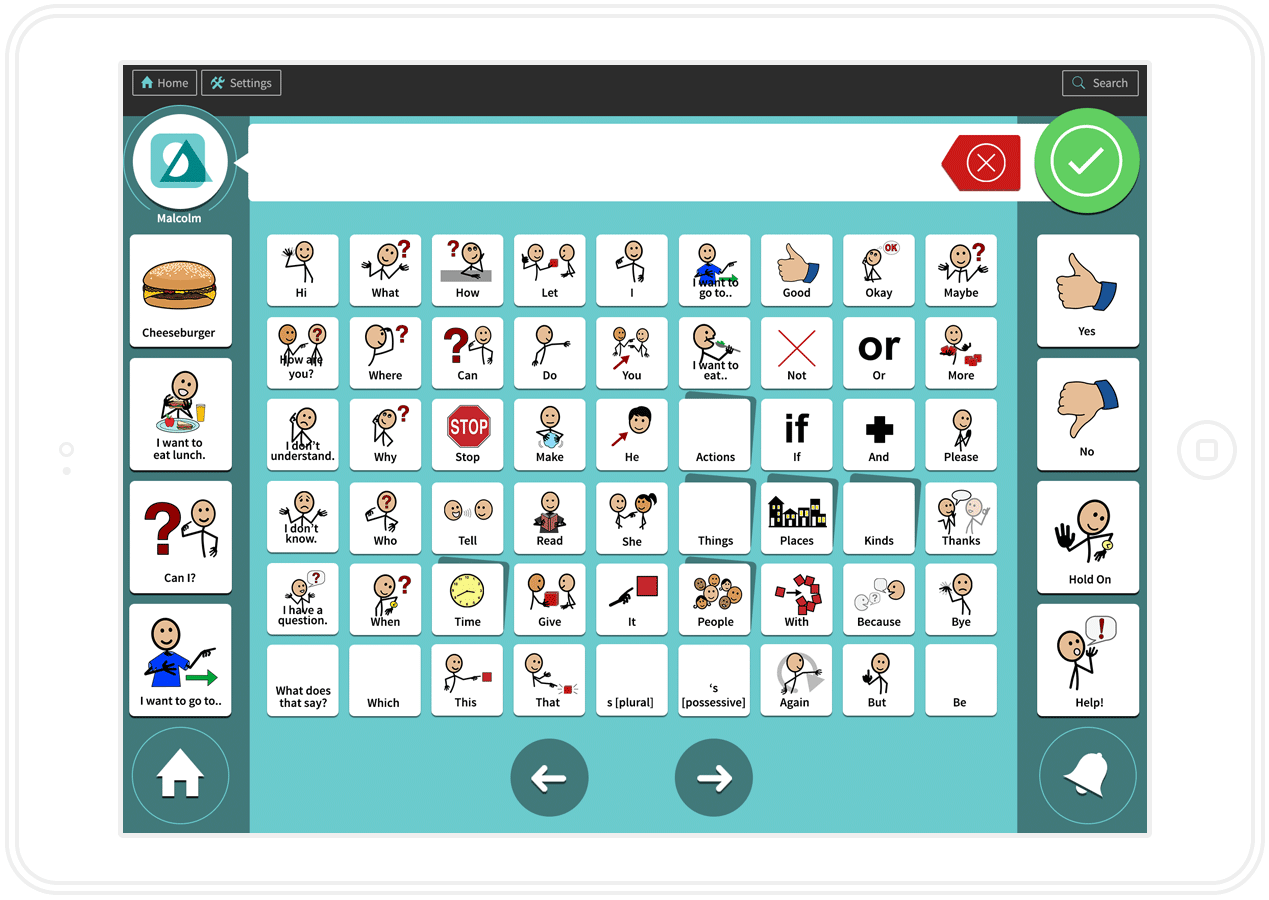 Home
Settings
Search
Malcolm
Cheeseburger
I want to
eat lunch.
Can I?
I want to go to..
Hi
What
?
How
?
Let
I
I want to
go to..
Good
Okay
OK
Maybe
?
How are
you?
?
Where
?
Can
?
Do
You
I want to
eat..
Not
or
Or
More
I don't
understand.
Why
?
STOP
Stop
Make
He
Actions
if
If
And
Please
I don't
know.
Who
?
Tell
Read
She
Things
Places
Kinds
Thanks
I have a
question.
?
When
?
Time
Give
It
People
With
Because
?
Bye
What does
that say?
Which
This
That
s [plural]
‘s
[possessive]
Again
But
Be
Yes
No
Hold On
!
Help!
?